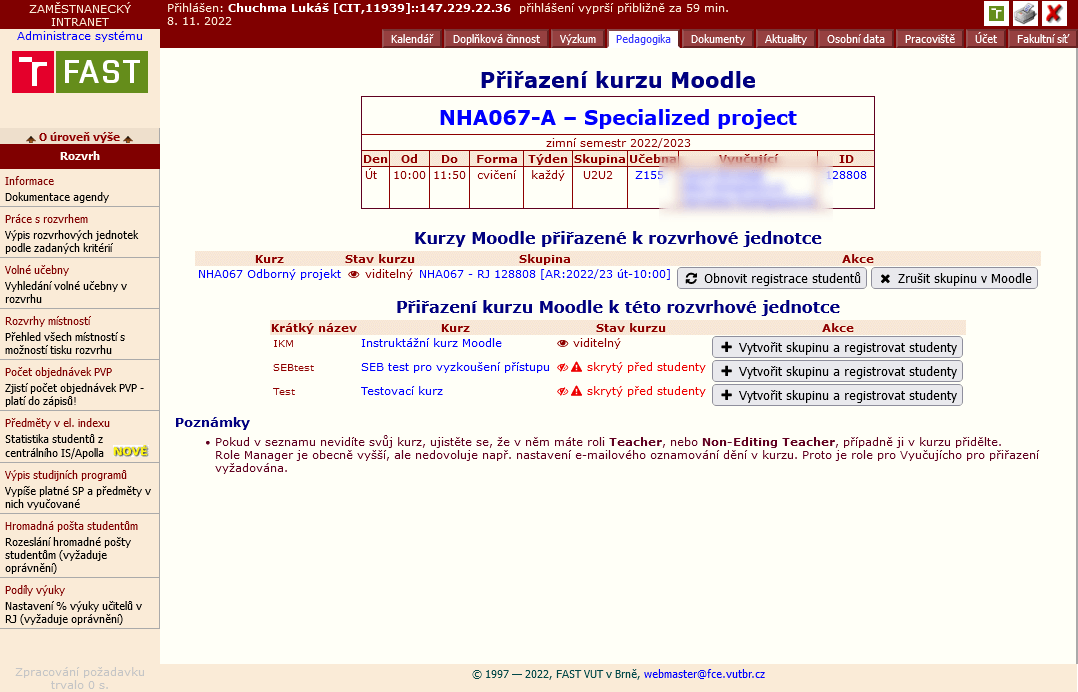 ZAMĚSTNANECKÝ
INTRANET
Administrace systému
T FAST
O úroveň výše
Rozvrh
Informace
Dokumentace agendy
Práce s rozvrhem
Výpis rozvrhových jednotek
podle zadaných kritérií
Volné učebny
Vyhledání volné učebny v
rozvrhu
Rozvrhy místností
Přehled všech místností s
možností tisku rozvrhu
Počet objednávek PVP
Zjistí počet objednávek PVP -
platí do zápisů!
Předměty v el. indexu
Statistika studentů z
centrálního IS/Apolla NOVÉ
Výpis studijních programů
Vypíše platné SP a předměty v
nich vyučované
Hromadná pošta studentům
Rozeslání hromadné pošty
studentům (vyžaduje
oprávnění)
Podíly výuky
Nastavení % výuky učitelů v
RJ (vyžaduje oprávnění)
Zpracování požadavku
trvalo 0 s.
Přihlášen: Chuchma Lukáš [CIT,11939]::147.229.22.36 přihlášení vyprší přibližně za 59 min.
8. 11. 2022
T
Kalendář Doplňková činnost Výzkum Pedagogika Dokumenty Aktuality Osobní data Pracoviště Účet Fakultní síť
Přiřazení kurzu Moodle
NHA067-A – Specialized project
zimní semestr 2022/2023
Den Od Do Forma Týden Skupina Učebna Vyučující ID
Út 10:00 11:50 cvičení každý U2U2 Z155 128808
Kurzy Moodle přiřazené k rozvrhové jednotce
Kurz Stav kurzu Skupina Akce
NHA067 Odborný projekt viditelný NHA067 - RJ 128808 [AR:2022/23 út-10:00] Obnovit registrace studentů Zrušit skupinu v Moodle
Přiřazení kurzu Moodle k této rozvrhové jednotce
Krátký název Kurz Stav kurzu Akce
IKM Instruktážní kurz Moodle viditelný Vytvořit skupinu a registrovat studenty
SEBtest SEB test pro vyzkoušení přístupu skrytý před studenty Vytvořit skupinu a registrovat studenty
Test Testovací kurz skrytý před studenty Vytvořit skupinu a registrovat studenty
Poznámky
• Pokud v seznamu nevidíte svůj kurz, ujistěte se, že v něm máte roli Teacher, nebo Non-Editing Teacher, případně ji v kurzu přidělte.
Role Manager je obecně vyšší, ale nedovoluje např. nastavení e-mailového oznamování dění v kurzu. Proto je role pro Vyučujícho pro přiřazení
vyžadována.
© 1997 — 2022, FAST VUT v Brně, webmaster@fce.vutbr.cz